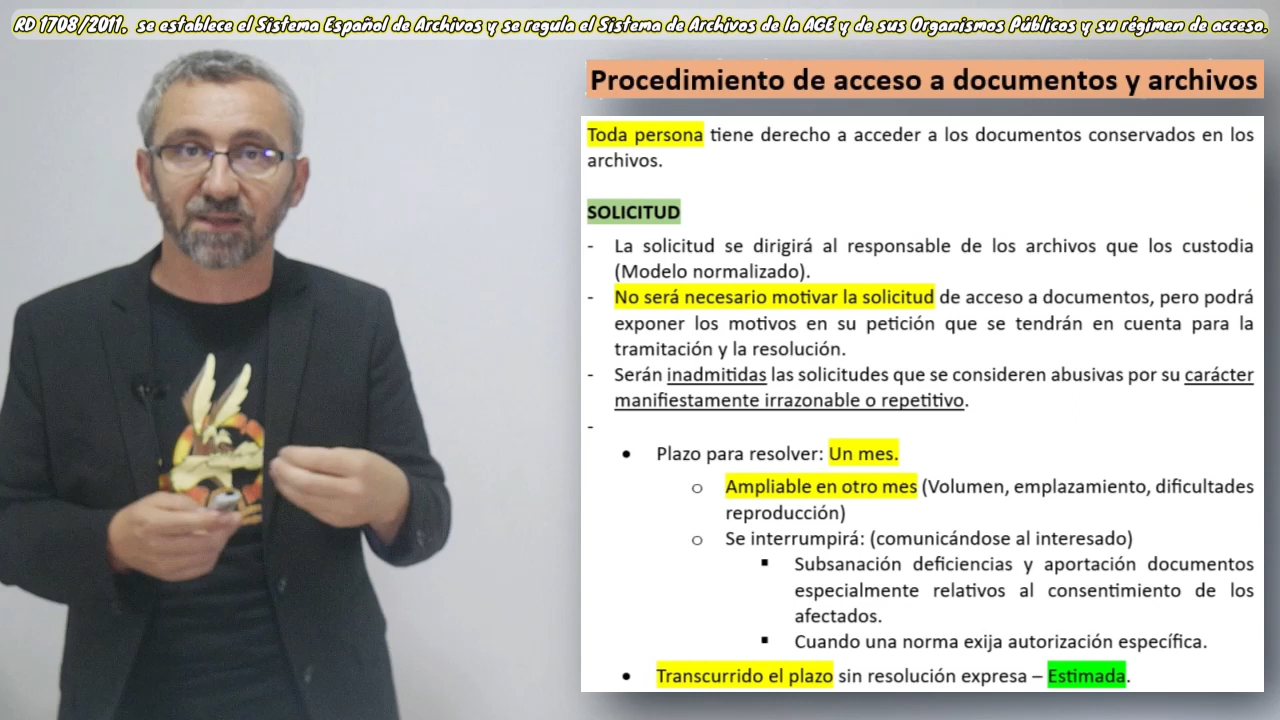 RD 1708/2011, se establece el Sistema Español de Archivos y se regula el Sistema de Archivos de la AGE y de sus Organismos Públicos y su régimen de acceso.
Procedimiento de acceso a documentos y archivos
Toda persona tiene derecho a acceder a los documentos conservados en los
archivos.
SOLICITUD
- La solicitud se dirigirá al responsable de los archivos que los custodia
(Modelo normalizado).
- No será necesario motivar la solicitud de acceso a documentos, pero podrá
exponer los motivos en su petición que se tendrán en cuenta para la
tramitación y la resolución.
- Serán inadmitidas las solicitudes que se consideren abusivas por su carácter
manifiestamente irrazonable o repetitivo.
-
• Plazo para resolver: Un mes.
o Ampliable en otro mes (Volumen, emplazamiento, dificultades
reproducción)
o Se interrumpirá: (comunicándose al interesado)
▪ Subsanación deficiencias y aportación documentos
especialmente relativos al consentimiento de los
afectados.
▪ Cuando una norma exija autorización específica.
• Transcurrido el plazo sin resolución expresa – Estimada.